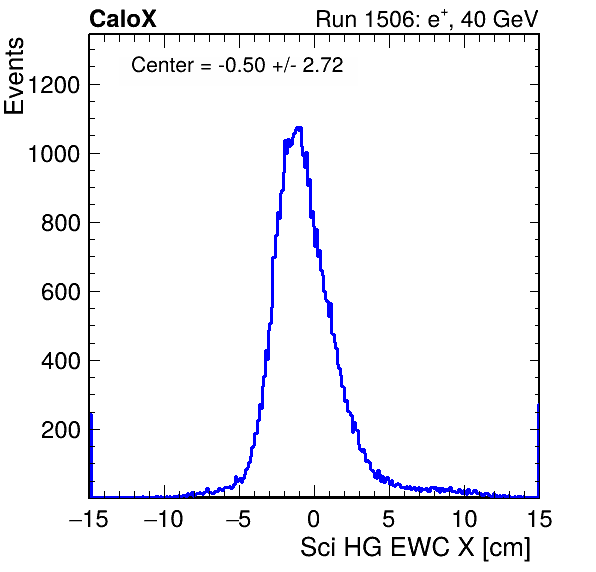 CaloX Run 1506: e⁺, 40 GeV
Center = -0.50 +/- 2.72
Events
1200
1000
800
600
400
200
−15 −10 −5 0 5 10 15
Sci HG EWC X [cm]